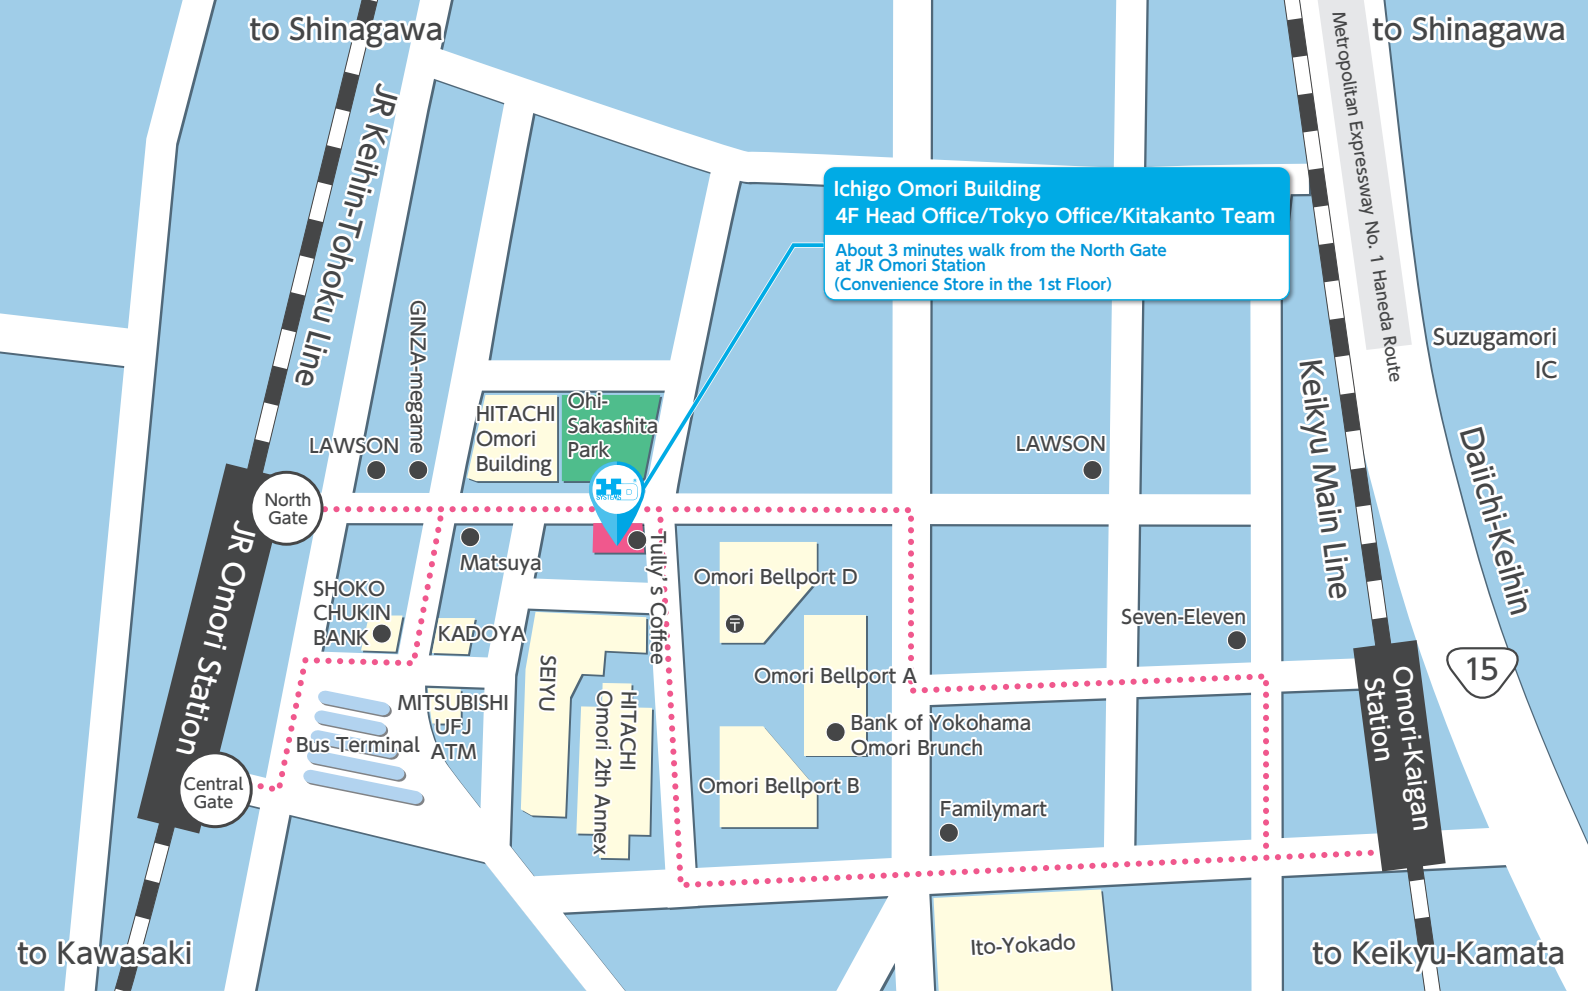 to Shinagawa
to Shinagawa
JR Keihin-Tohoku Line
Metropolitan Expressway No. 1 Haneda Route
Ichigo Omori Building
4F Head Office/Tokyo Office/Kitakanto Team
About 3 minutes walk from the North Gate
at JR Omori Station
(Convenience Store in the 1st Floor)
Suzugamori
IC
GINZA-megame
LAWSON
HITACHI
Omori
Building
Ohi-
Sakashita
Park
LAWSON
Keikyu Main Line
Daiichi-Keihin
North
Gate
JR Omori Station
SYSTEMS
Matsuya
Tully's Coffee
SHOKO
CHUKIN
BANK
KADOYA
Omori Bellport D
〒
Seven-Eleven
SEIYU
HITACHI
Omori 2th Annex
Omori Bellport A
15
Omori-Kaigan
Station
MITSUBISHI
UFJ
ATM
Bus Terminal
Bank of Yokohama
Omori Brunch
Central
Gate
Omori Bellport B
Familymart
Ito-Yokado
to Kawasaki
to Keikyu-Kamata